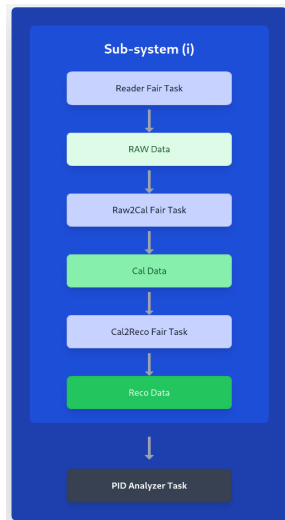 Sub-system (i)
Reader Fair Task
RAW Data
Raw2Cal Fair Task
Cal Data
Cal2Reco Fair Task
Reco Data
PID Analyzer Task